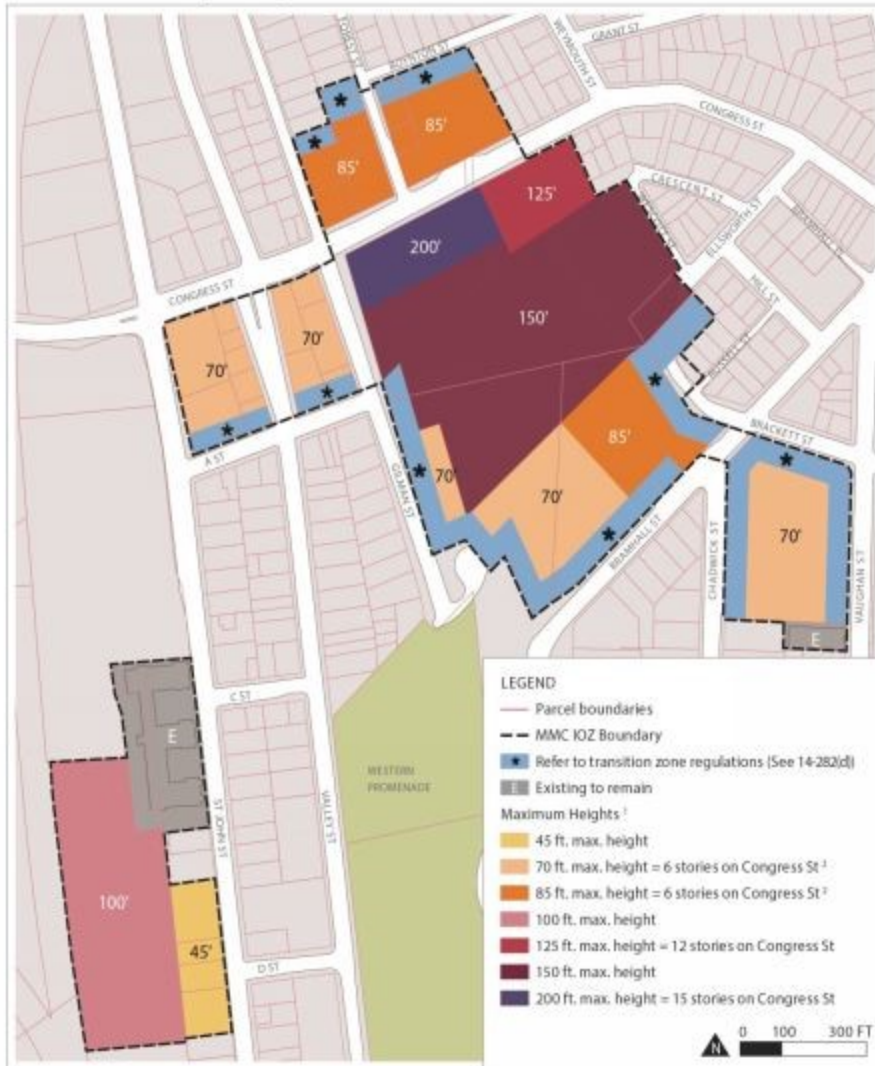 FOREST ST
BOYNTON ST
WEYMOUTH ST
GRANT ST
CONGRESS ST
85'
85'
125'
CRESCENT ST
ELLSWORTH ST
200'
CONGRESS ST
HILL ST
150'
70'
70'
85'
BRACKETT ST
A ST
GILMAN ST
70'
70'
BRAMHALL ST
CHADWICK ST
70'
VAUGHAN ST
E
C ST
E
WESTERN
PROMENADE
ST JOHN ST
VALLEY ST
100'
45'
D ST
LEGEND
Parcel boundaries
MMC IOZ Boundary
Refer to transition zone regulations (See 14-282(d))
E Existing to remain
Maximum Heights ¹
45 ft. max. height
70 ft. max. height = 6 stories on Congress St ²
85 ft. max. height = 6 stories on Congress St ²
100 ft. max. height
125 ft. max. height = 12 stories on Congress St
150 ft. max. height
200 ft. max. height = 15 stories on Congress St
N 0 100 300 FT